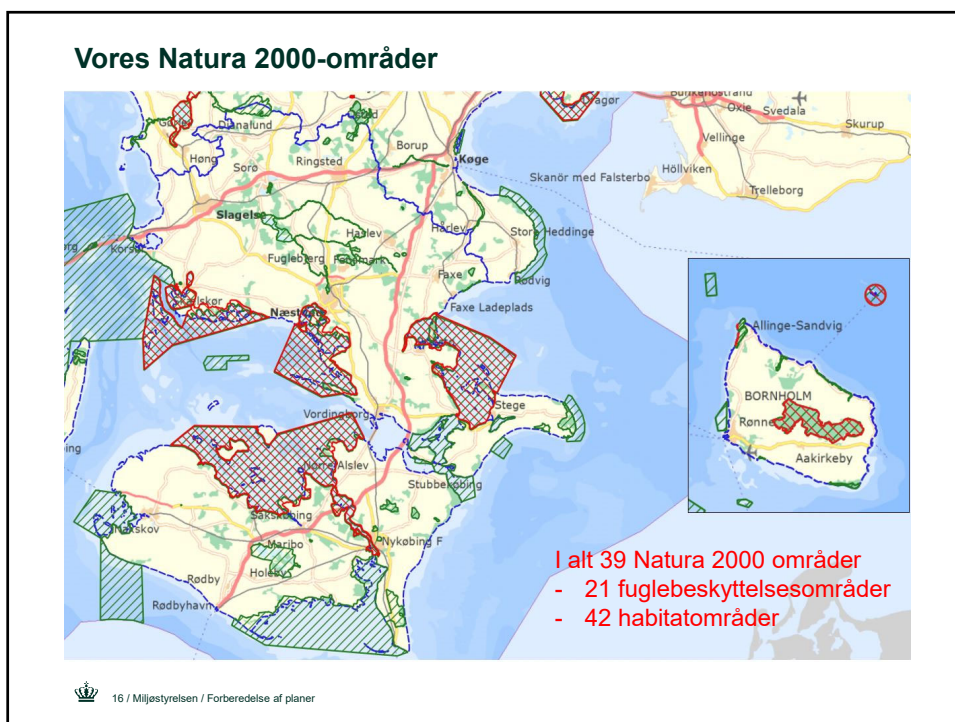 Vores Natura 2000-områder
Dragør
Bunkeflostrand
Oxie
Svedala
Dianalund
Vellinge
Skurup
Borup
Høng
Ringsted
Køge
Sorø
Höllviken
Skanör med Falsterbo
Trelleborg
Slagelse
Hårlev
Haslev
Store Heddinge
Korsør
Fuglebjerg
Faxe
Rødvig
Faxe Ladeplads
Næstved
Allinge-Sandvig
BORNHOLM
Rønne
Aakirkeby
Stege
Vordingborg
Nørre Alslev
Stubbekøbing
Sakskøbing
Nakskov
Maribo
Nykøbing F
Holeby
Rødby
Rødbyhavn
I alt 39 Natura 2000 områder
- 21 fuglebeskyttelsesområder
- 42 habitatområder
16 / Miljøstyrelsen / Forberedelse af planer